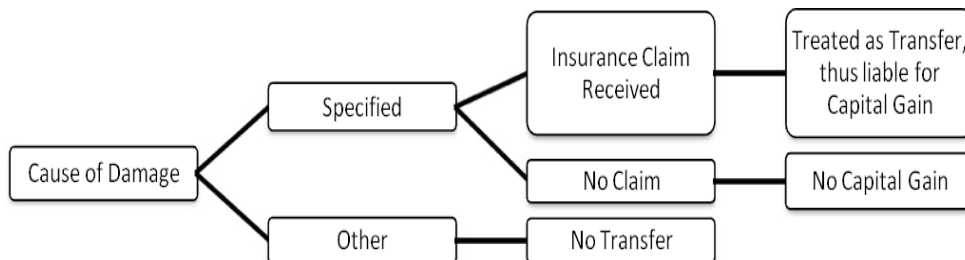 Cause of Damage
Specified
Insurance Claim
Received
Treated as Transfer,
thus liable for
Capital Gain
No Claim
No Capital Gain
Other
No Transfer